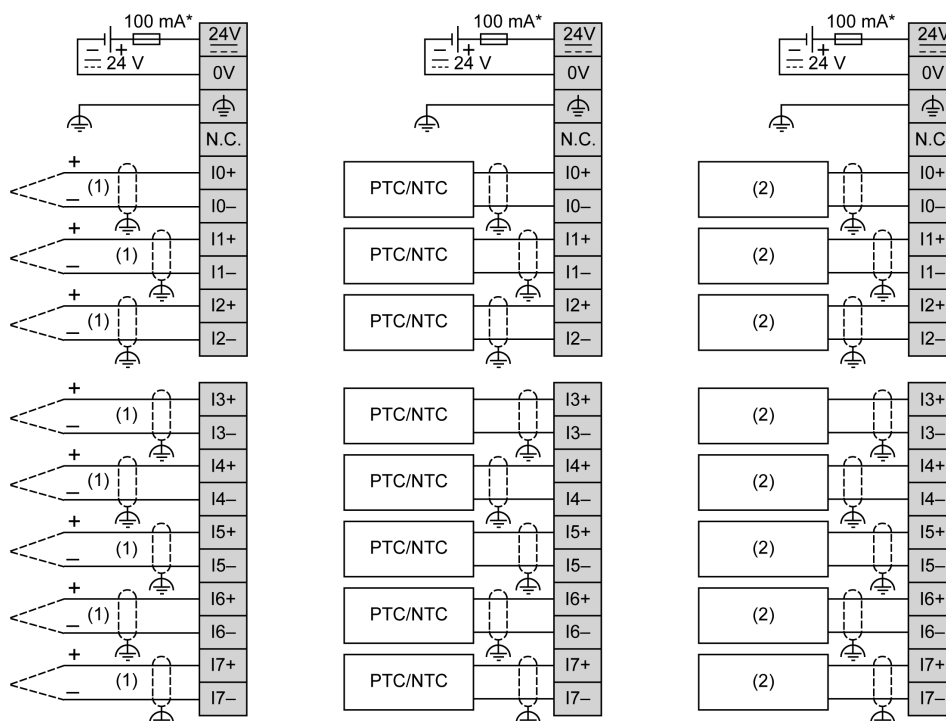 100 mA* 24V 100 mA* 24V 100 mA* 24V
− + − + − +
24 V 0V 24 V 0V 24 V 0V
N.C. N.C. N.C
+ (1) I0+ PTC/NTC I0+ (2) I0+
− I0− I0− I0−
+ (1) I1+ PTC/NTC I1+ (2) I1+
− I1− I1− I1−
+ (1) I2+ PTC/NTC I2+ (2) I2+
− I2− I2− I2−
+ (1) I3+ PTC/NTC I3+ (2) I3+
− I3− I3− I3−
+ (1) I4+ PTC/NTC I4+ (2) I4+
− I4− I4− I4−
+ (1) I5+ PTC/NTC I5+ (2) I5+
− I5− I5− I5−
+ (1) I6+ PTC/NTC I6+ (2) I6+
− I6− I6− I6−
+ (1) I7+ PTC/NTC I7+ (2) I7+
− I7− I7− I7−